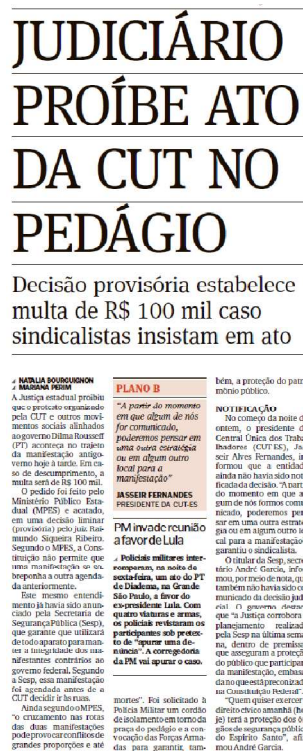 JUDICIÁRIO
PROÍBE ATO
DA CUT NO
PEDÁGIO
Decisão provisória estabelece
multa de R$ 100 mil caso
sindicalistas insistam em ato
NATALIA BOURGUIGNON
MARIANA PERIM
A Justiça estadual proibiu
que o protesto organizado
pela CUT e outros movi-
mentos sociais alinhados
ao governo Dilma Rousseff
(PT) aconteça no trajeto
da manifestação antigo-
verno hoje à tarde. Em ca-
so de descumprimento, a
multa será de R$ 100 mil.
O pedido foi feito pelo
Ministério Público Esta-
dual (MPES) e acatado,
em uma decisão liminar
(provisória) pelo juiz Rai-
mundo Siqueira Ribeiro.
Segundo o MPES, a Cons-
tituição não permite que
uma manifestação se so-
breponha a outra agenda-
da anteriormente.
Este mesmo entendi-
mento já havia sido anun-
ciado pela Secretaria de
Segurança Pública (Sesp),
que garante que utilizará
de todo aparato para man-
ter a integridade dos ma-
nifestantes contrários ao
governo federal. Segundo
a Sesp, essa manifestação
foi agendada antes de a
CUT decidir ir às ruas.
Ainda segundo o MPES,
"o cruzamento nas rotas
das duas manifestações
pode provocar conflitos de
grandes proporções e até
PLANO B
"A partir do momento
em que algum de nós
for comunicado,
poderemos pensar em
uma outra estratégia
ou em algum outro
local para a
manifestação"
JASSEIR FERNANDES
PRESIDENTE DA CUT-ES
PM invade reunião
a favor de Lula
Policiais militares inter-
romperam, na noite de
sexta-feira, um ato do PT
de Diadema, na Grande
São Paulo, a favor do
ex-presidente Lula. Com
quatro viaturas e armas,
os policiais revistaram os
participantes sob pretex-
to de "apurar uma de-
núncia". A corregedoria
da PM vai apurar o caso.
mortes". Foi solicitado à
Polícia Militar um cordão
de isolamento em torno da
praça do pedágio e a con-
vocação das Forças Arma-
das para garantir, tam-
bém, a proteção do patri
mônio público.
NOTIFICAÇÃO
No começo da noite d
ontem, o presidente d
Central Única dos Traba
lhadores (CUT-ES), Jas
seir Alves Fernandes, in
formou que a entidad
ainda não havia sido not
ficada da decisão. "A part
do momento em que a
gum de nós formos comu
nicado, poderemos pen
sar em uma outra estraté
gia ou em algum outro lo
cal para a manifestação
garantiu o sindicalista.
O titular da Sesp, secre
tário André Garcia, infor
mou, por meio de nota, qu
também não havia sido co
municado da decisão judi
cial. O governo destac
que "a Justiça corrobora
planejamento realizad
pela Sesp na última sema
na, dentro de premissa
que asseguram a proteçã
do público que participar
da manifestação, embasa
da no que está preconizad
na Constituição Federal".
"Quem quiser exercer
direito cívico amanhã (ho
je) terá a proteção dos ór
gãos de segurança públic
do Espírito Santo", afi
mou André Garcia.